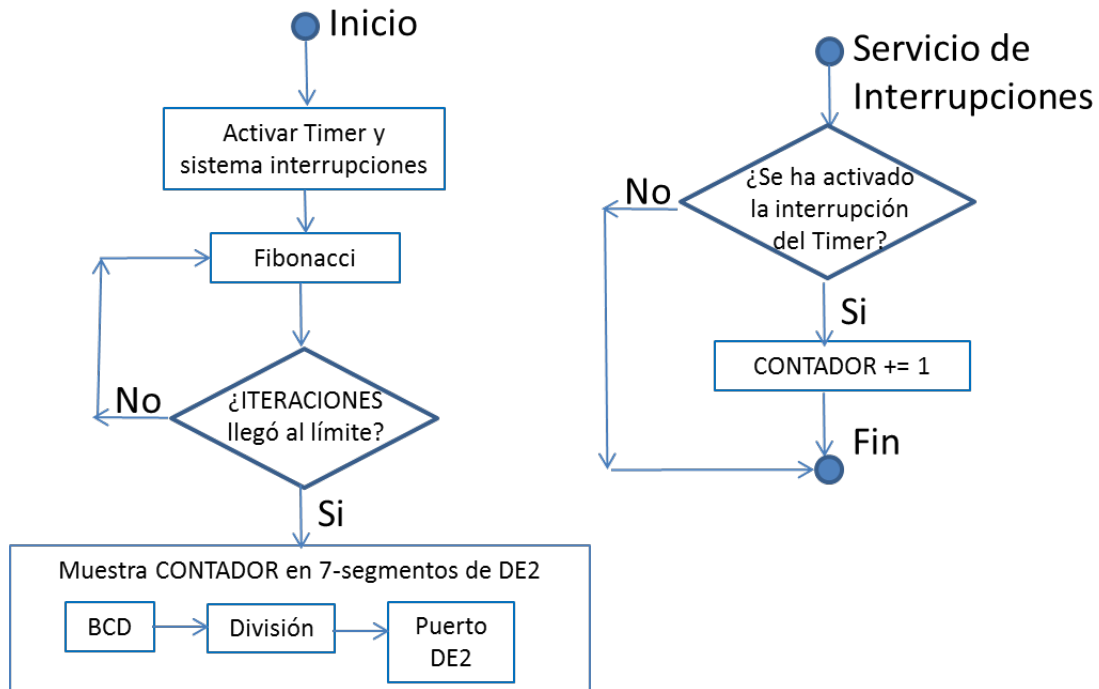 Inicio
Activar Timer y
sistema interrupciones
Fibonacci
No
¿ITERACIONES
llegó al límite?
Si
Muestra CONTADOR en 7-segmentos de DE2
BCD
División
Puerto
DE2
Servicio de
Interrupciones
No
¿Se ha activado
la interrupción
del Timer?
Si
CONTADOR += 1
Fin